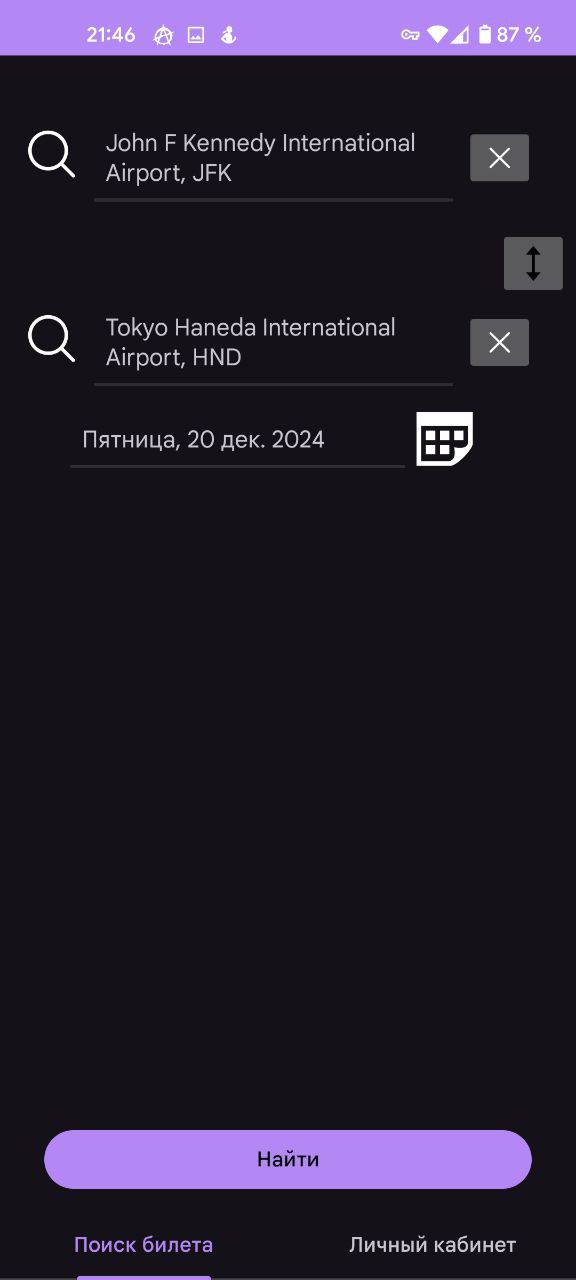 21:46 87 %
John F Kennedy International
Airport, JFK
Tokyo Haneda International
Airport, HND
Пятница, 20 дек. 2024
Найти
Поиск билета
Личный кабинет